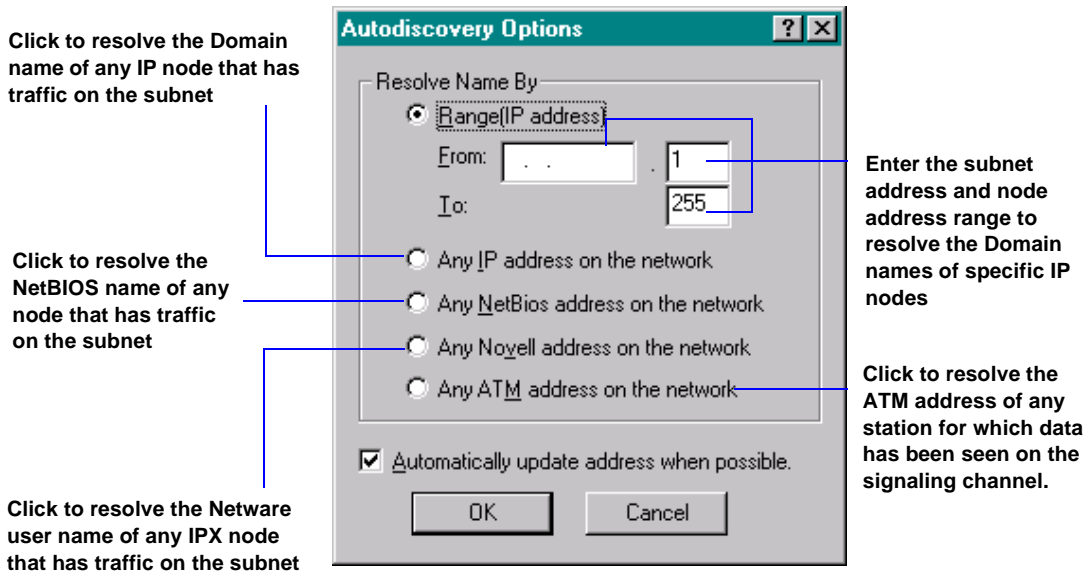 Click to resolve the Domain
name of any IP node that has
traffic on the subnet
Click to resolve the
NetBIOS name of any
node that has traffic
on the subnet
Click to resolve the Netware
user name of any IPX node
that has traffic on the subnet
Autodiscovery Options
Resolve Name By
Range(IP address)
From: . . . 1
To: 255
Any IP address on the network
Any NetBios address on the network
Any Novell address on the network
Any ATM address on the network
Automatically update address when possible.
OK Cancel
Enter the subnet
address and node
address range to
resolve the Domain
names of specific IP
nodes
Click to resolve the
ATM address of any
station for which data
has been seen on the
signaling channel.